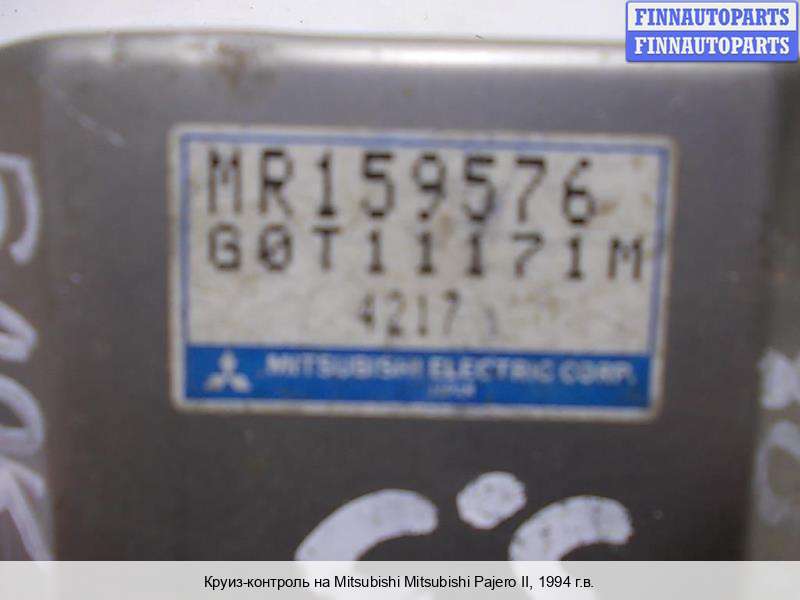 FINNAUTOPARTS
FINNAUTOPARTS
MR159576
G0T11171M
4217
MITSUBISHI ELECTRIC CORP.
JAPAN
Круиз-контроль на Mitsubishi Mitsubishi Pajero II, 1994 г.в.